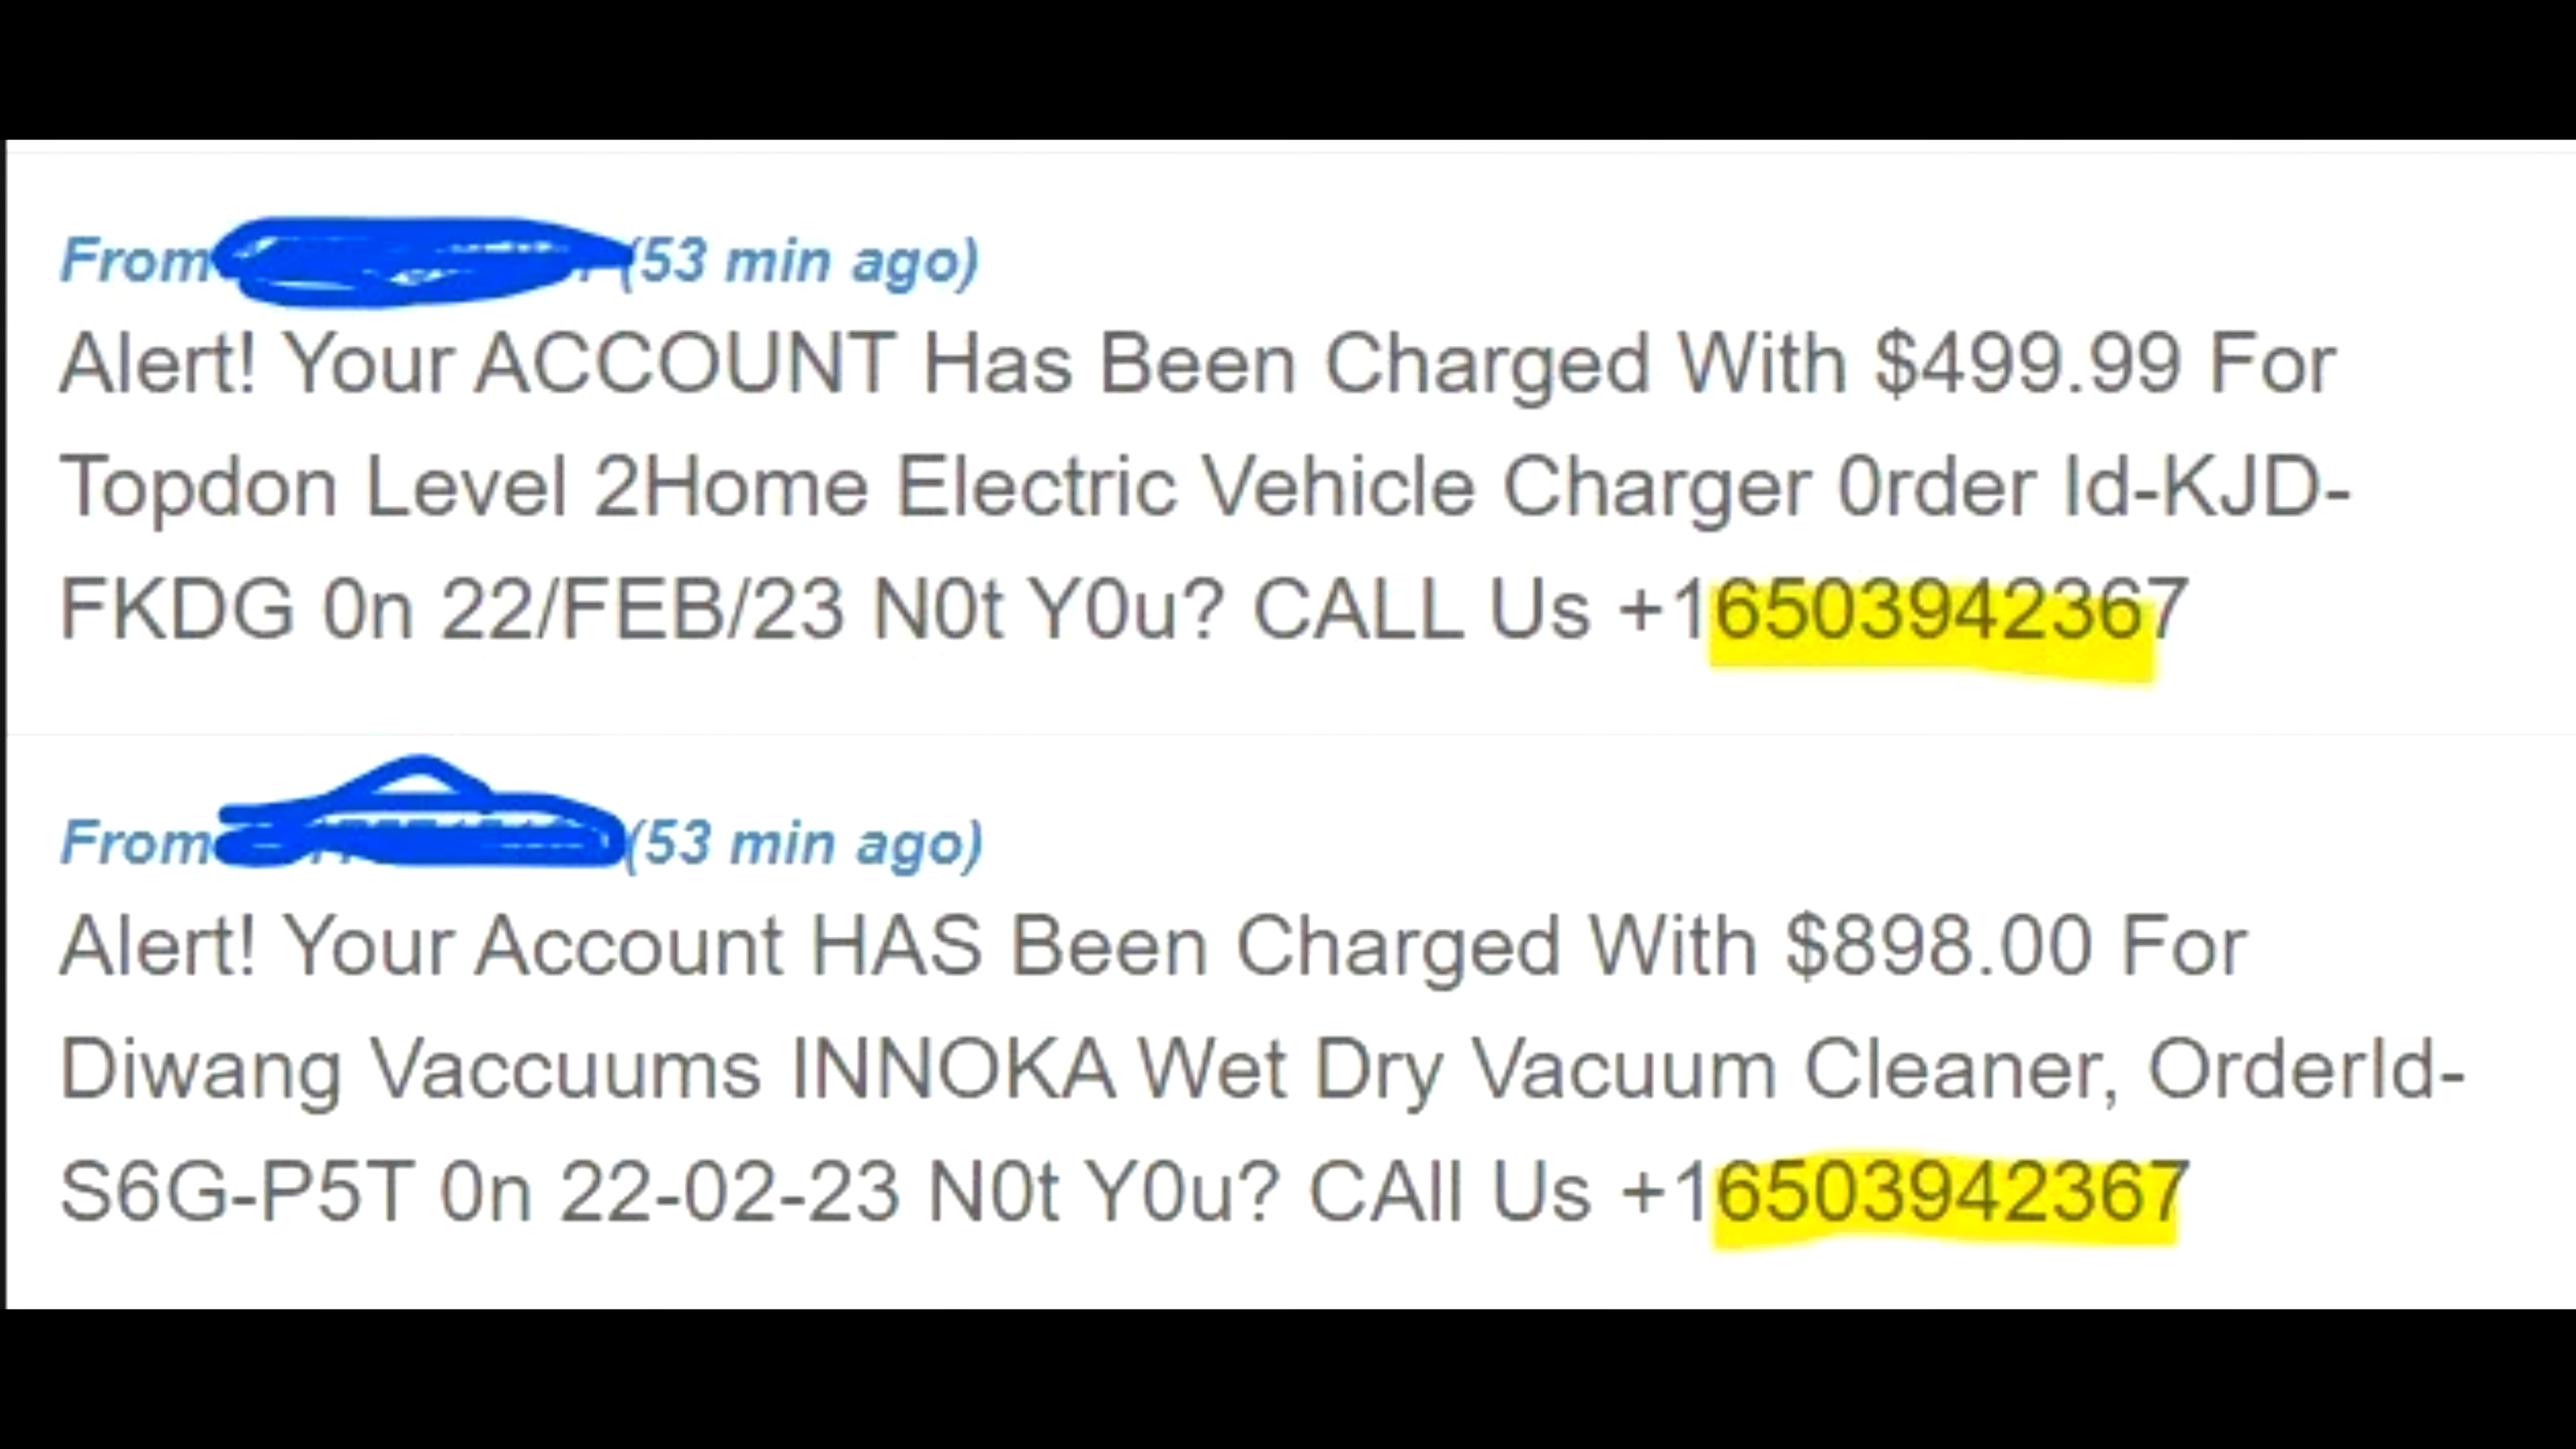 From (53 min ago)
Alert! Your ACCOUNT Has Been Charged With $499.99 For
Topdon Level 2Home Electric Vehicle Charger 0rder Id-KJD-
FKDG 0n 22/FEB/23 N0t Y0u? CALL Us +16503942367
From (53 min ago)
Alert! Your Account HAS Been Charged With $898.00 For
Diwang Vaccuums INNOKA Wet Dry Vacuum Cleaner, OrderId-
S6G-P5T 0n 22-02-23 N0t Y0u? CAll Us +16503942367